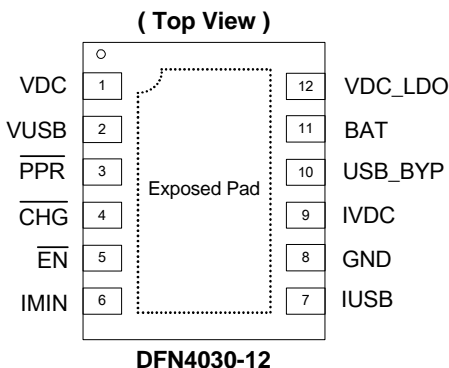 ( Top View )
VDC 1 12 VDC_LDO
VUSB 2 11 BAT
PPR 3 10 USB_BYP
Exposed Pad
CHG 4 9 IVDC
EN 5 8 GND
IMIN 6 7 IUSB
DFN4030-12